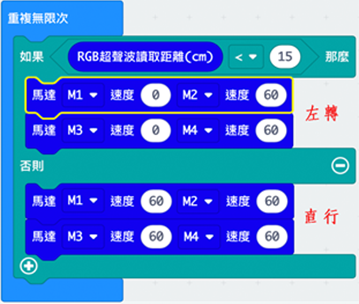 重複無限次
如果 RGB超聲波讀取距離(cm) < 15 那麼
馬達 M1 速度 0 M2 速度 60
馬達 M3 速度 0 M4 速度 60
左轉
否則
馬達 M1 速度 60 M2 速度 60
馬達 M3 速度 60 M4 速度 60
直行